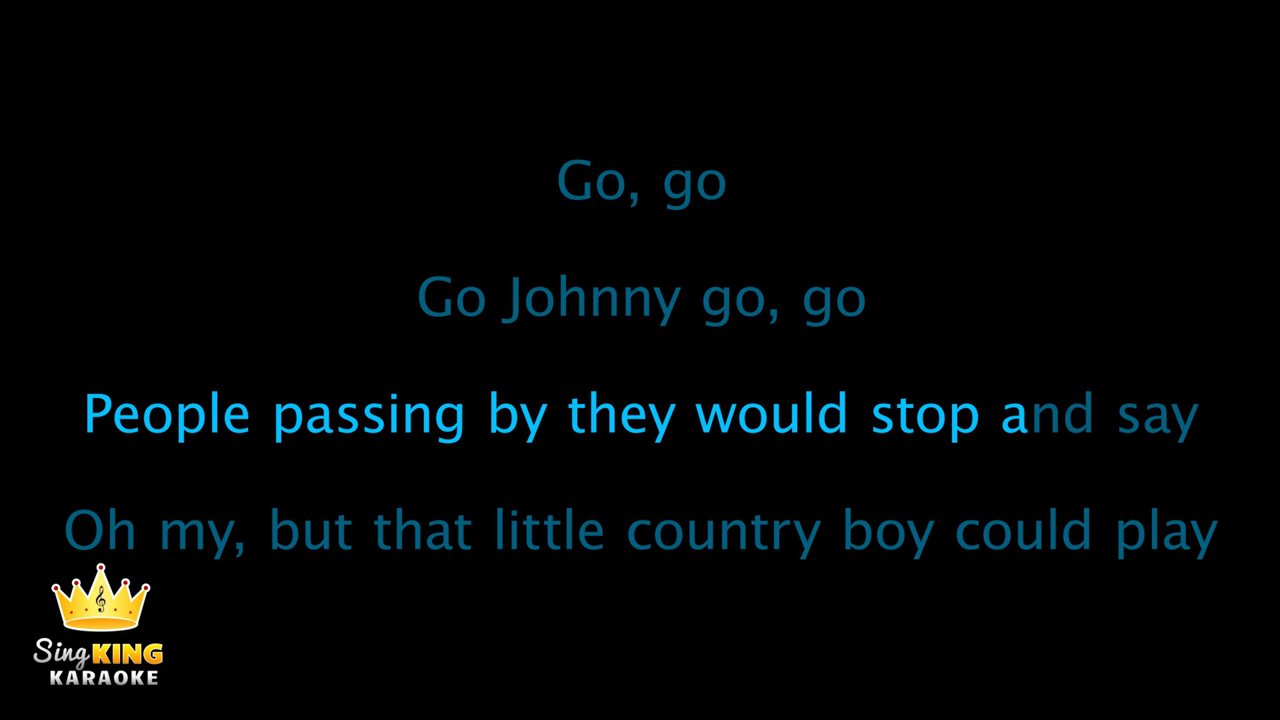 Go, go
Go Johnny go, go
People passing by they would stop and say
Oh my, but that little country boy could play
Sing KING
KARAOKE